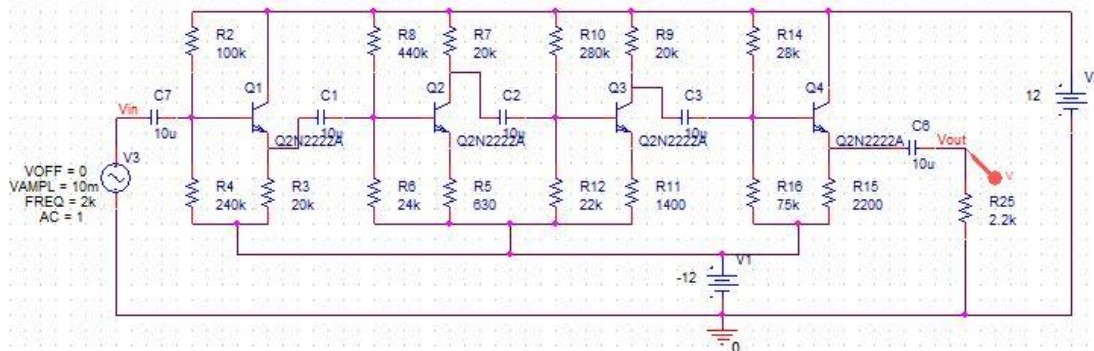 R2
100k
R8
440k
R7
20k
R10
280k
R9
20k
R14
28k
Q1
Q2
Q3
Q4
Vin
C7
10u
C1
10u
C2
10u
C3
10u
Q2N2222A
Q2N2222A
Q2N2222A
C6
10u
Vout
V
12
V3
VOFF = 0
VAMPL = 10m
FREQ = 2k
AC = 1
R4
240k
R3
20k
R6
24k
R5
630
R12
22k
R11
1400
R16
75k
R15
2200
R25
2.2k
V1
-12
0